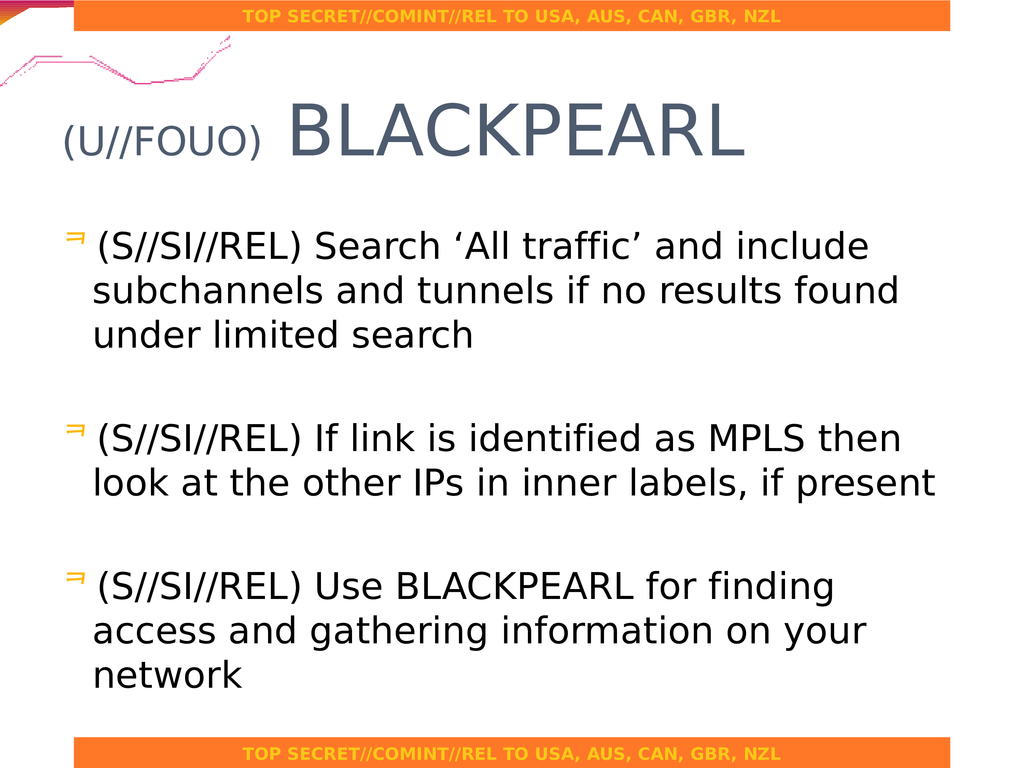 TOP SECRET//COMINT//REL TO USA, AUS, CAN, GBR, NZL
(U//FOUO) BLACKPEARL
(S//SI//REL) Search ‘All traffic’ and include
subchannels and tunnels if no results found
under limited search
(S//SI//REL) If link is identified as MPLS then
look at the other IPs in inner labels, if present
(S//SI//REL) Use BLACKPEARL for finding
access and gathering information on your
network
TOP SECRET//COMINT//REL TO USA, AUS, CAN, GBR, NZL